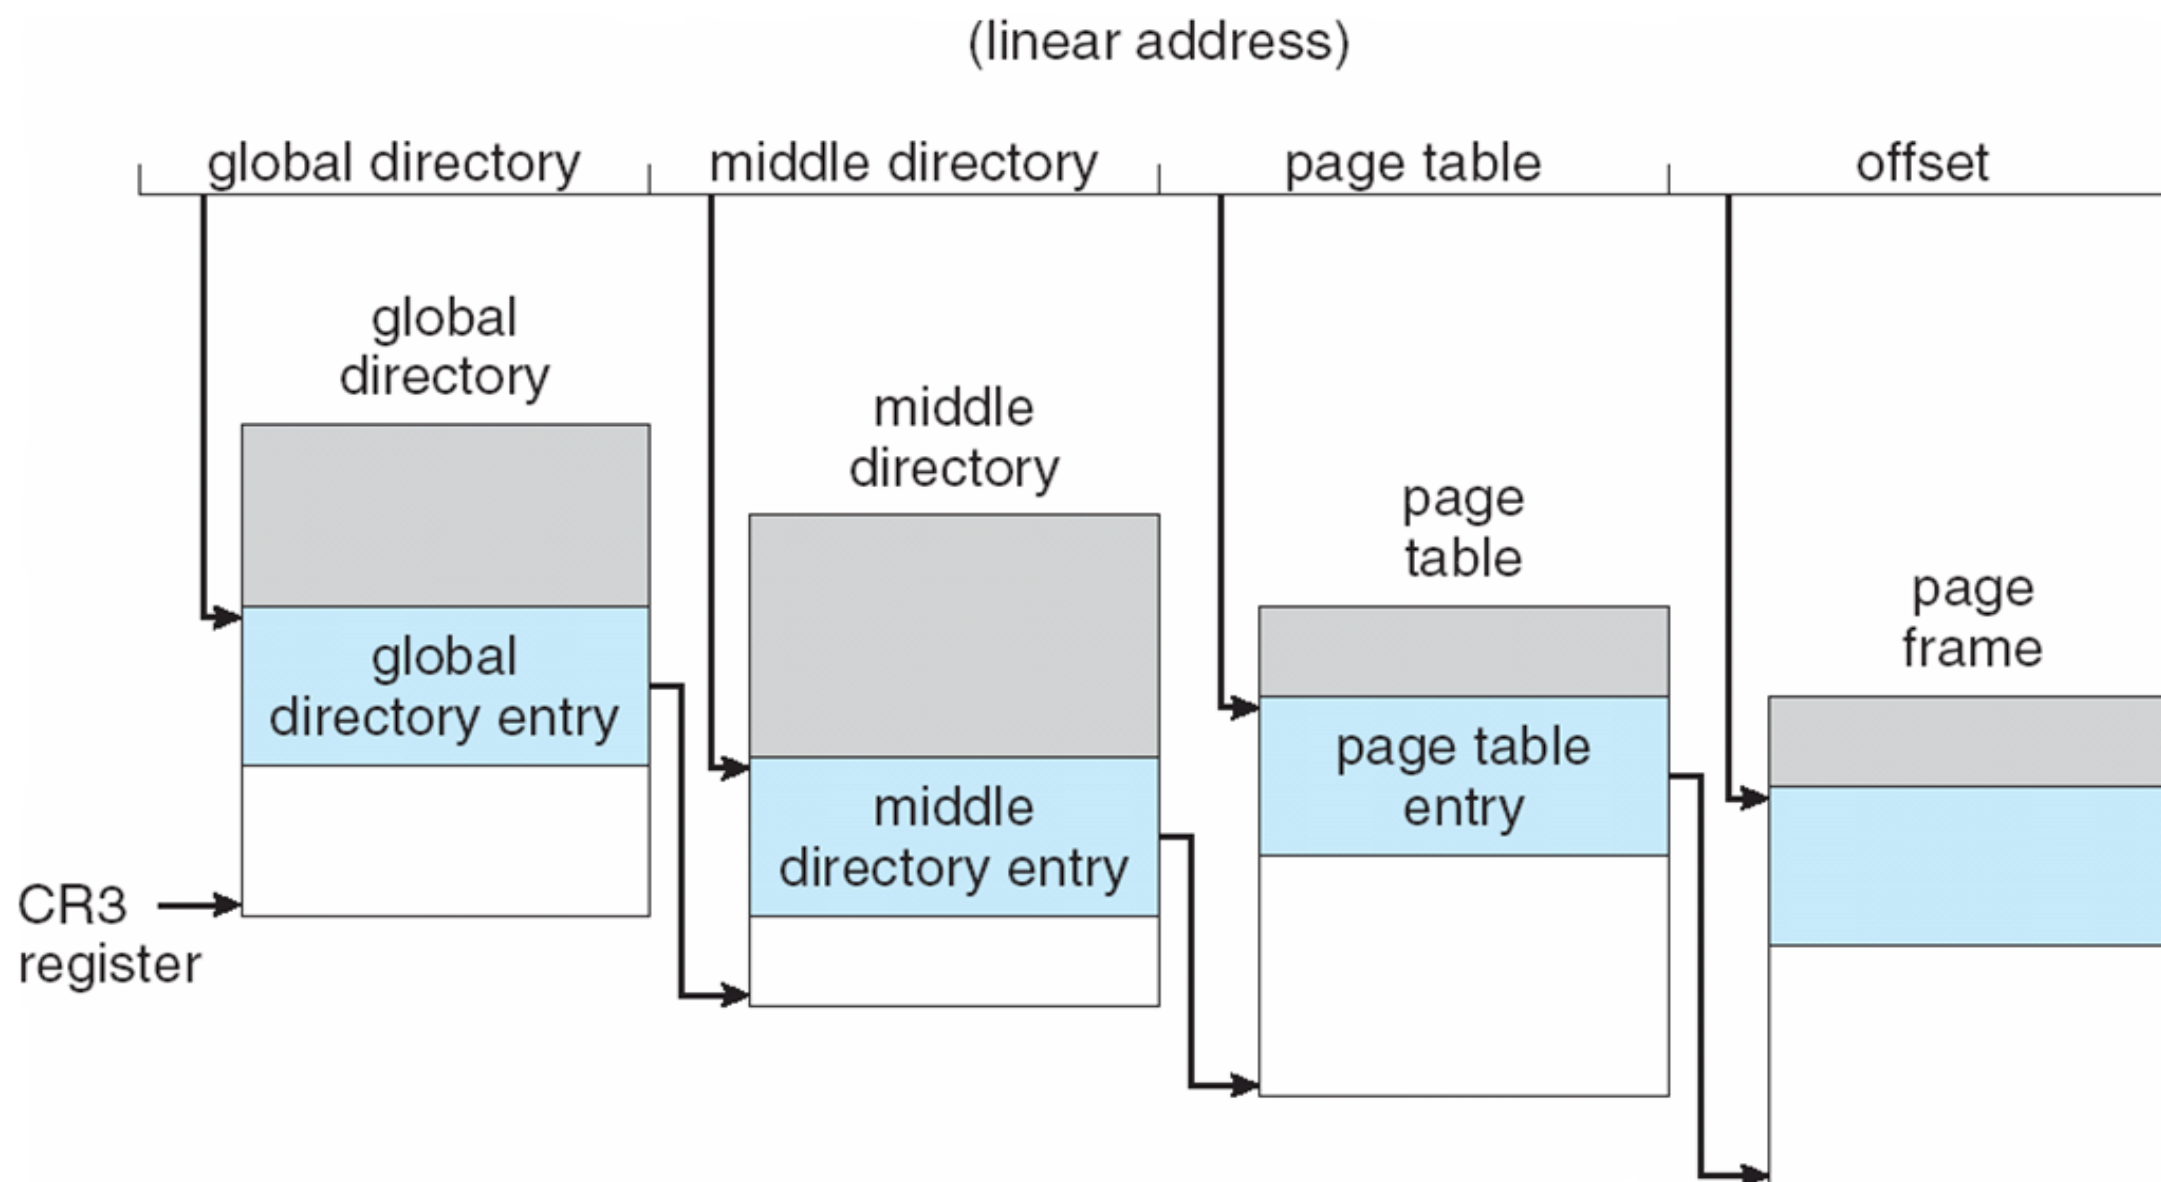 (linear address)
global directory middle directory page table offset
global
directory
middle
directory
page
table
page
frame
global
directory entry
middle
directory entry
page table
entry
CR3
register